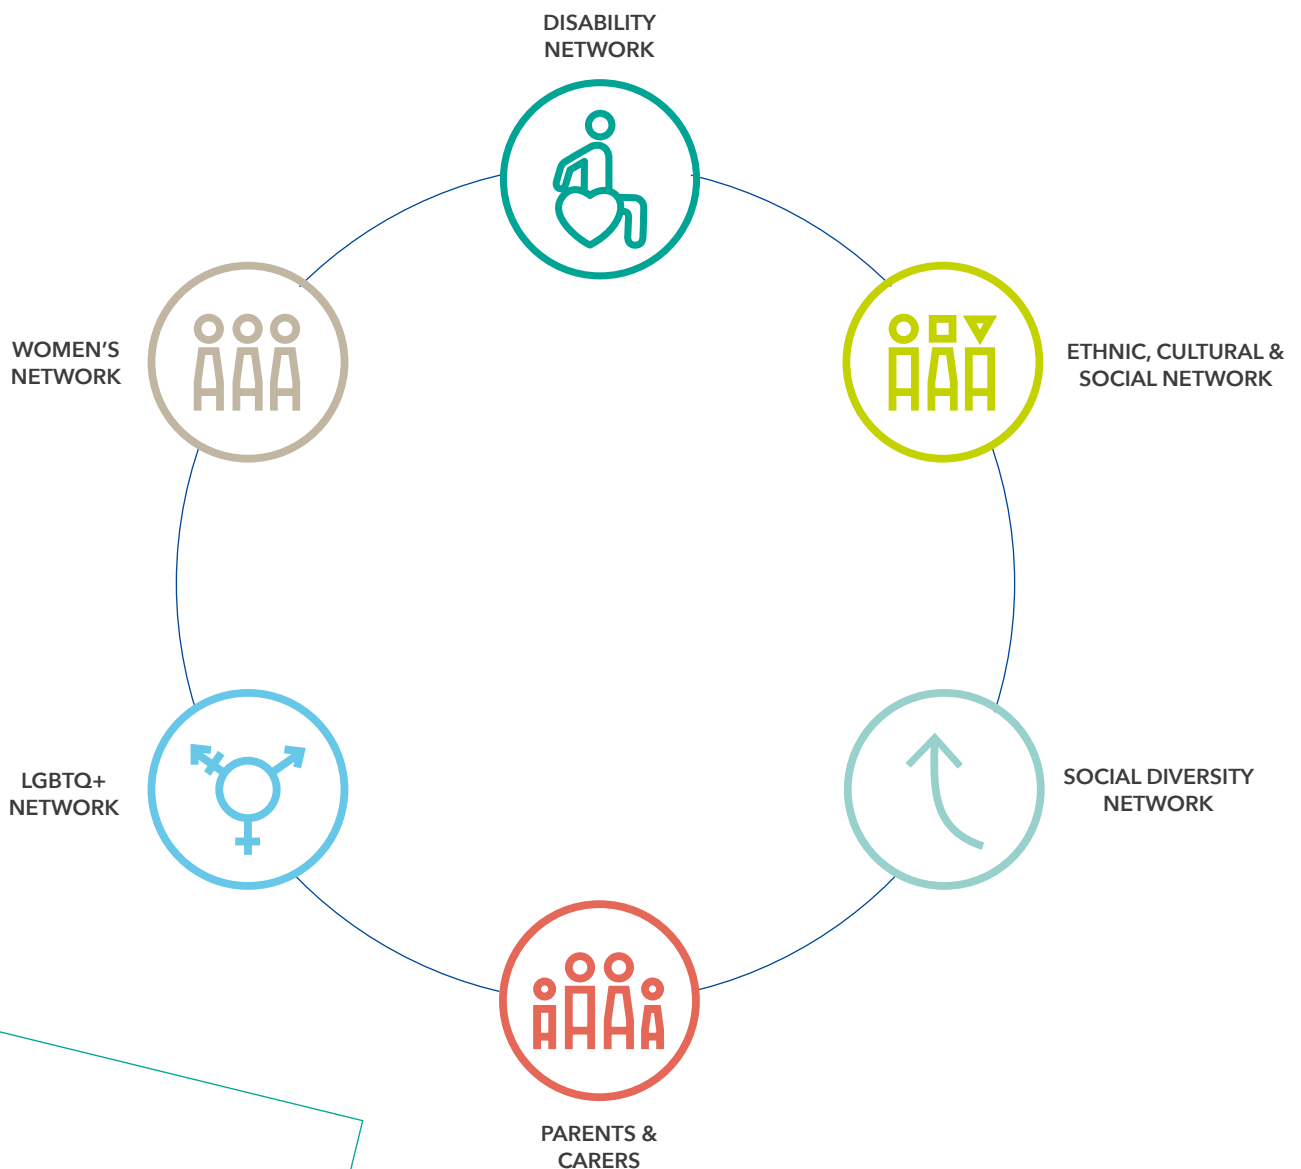 DISABILITY
NETWORK
WOMEN'S
NETWORK
ETHNIC, CULTURAL &
SOCIAL NETWORK
LGBTQ+
NETWORK
SOCIAL DIVERSITY
NETWORK
PARENTS &
CARERS